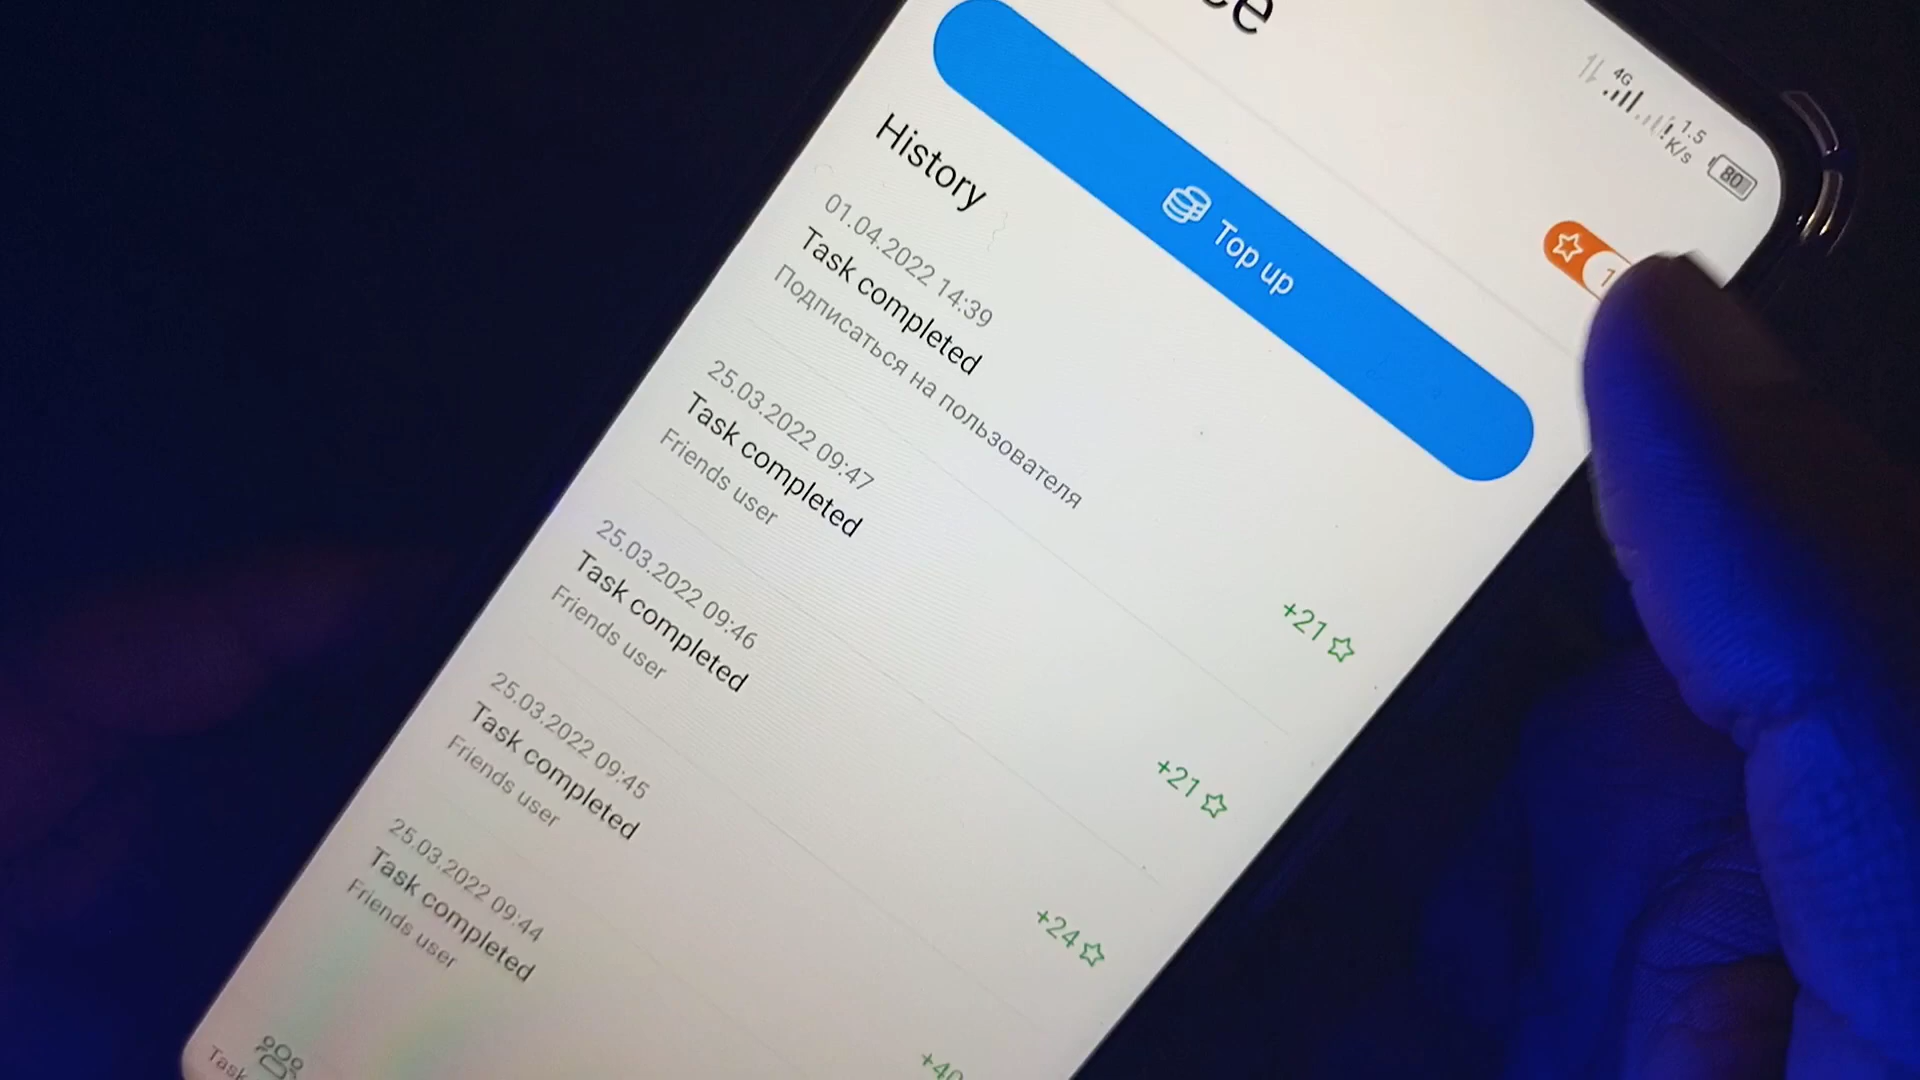 4G
1.5
K/s
80
Top up
History
01.04.2022 14:39
Task completed
Подписаться на пользователя
+21
25.03.2022 09:47
Task completed
Friends user
+21
25.03.2022 09:46
Task completed
Friends user
+24
25.03.2022 09:45
Task completed
Friends user
25.03.2022 09:44
Task completed
Friends user